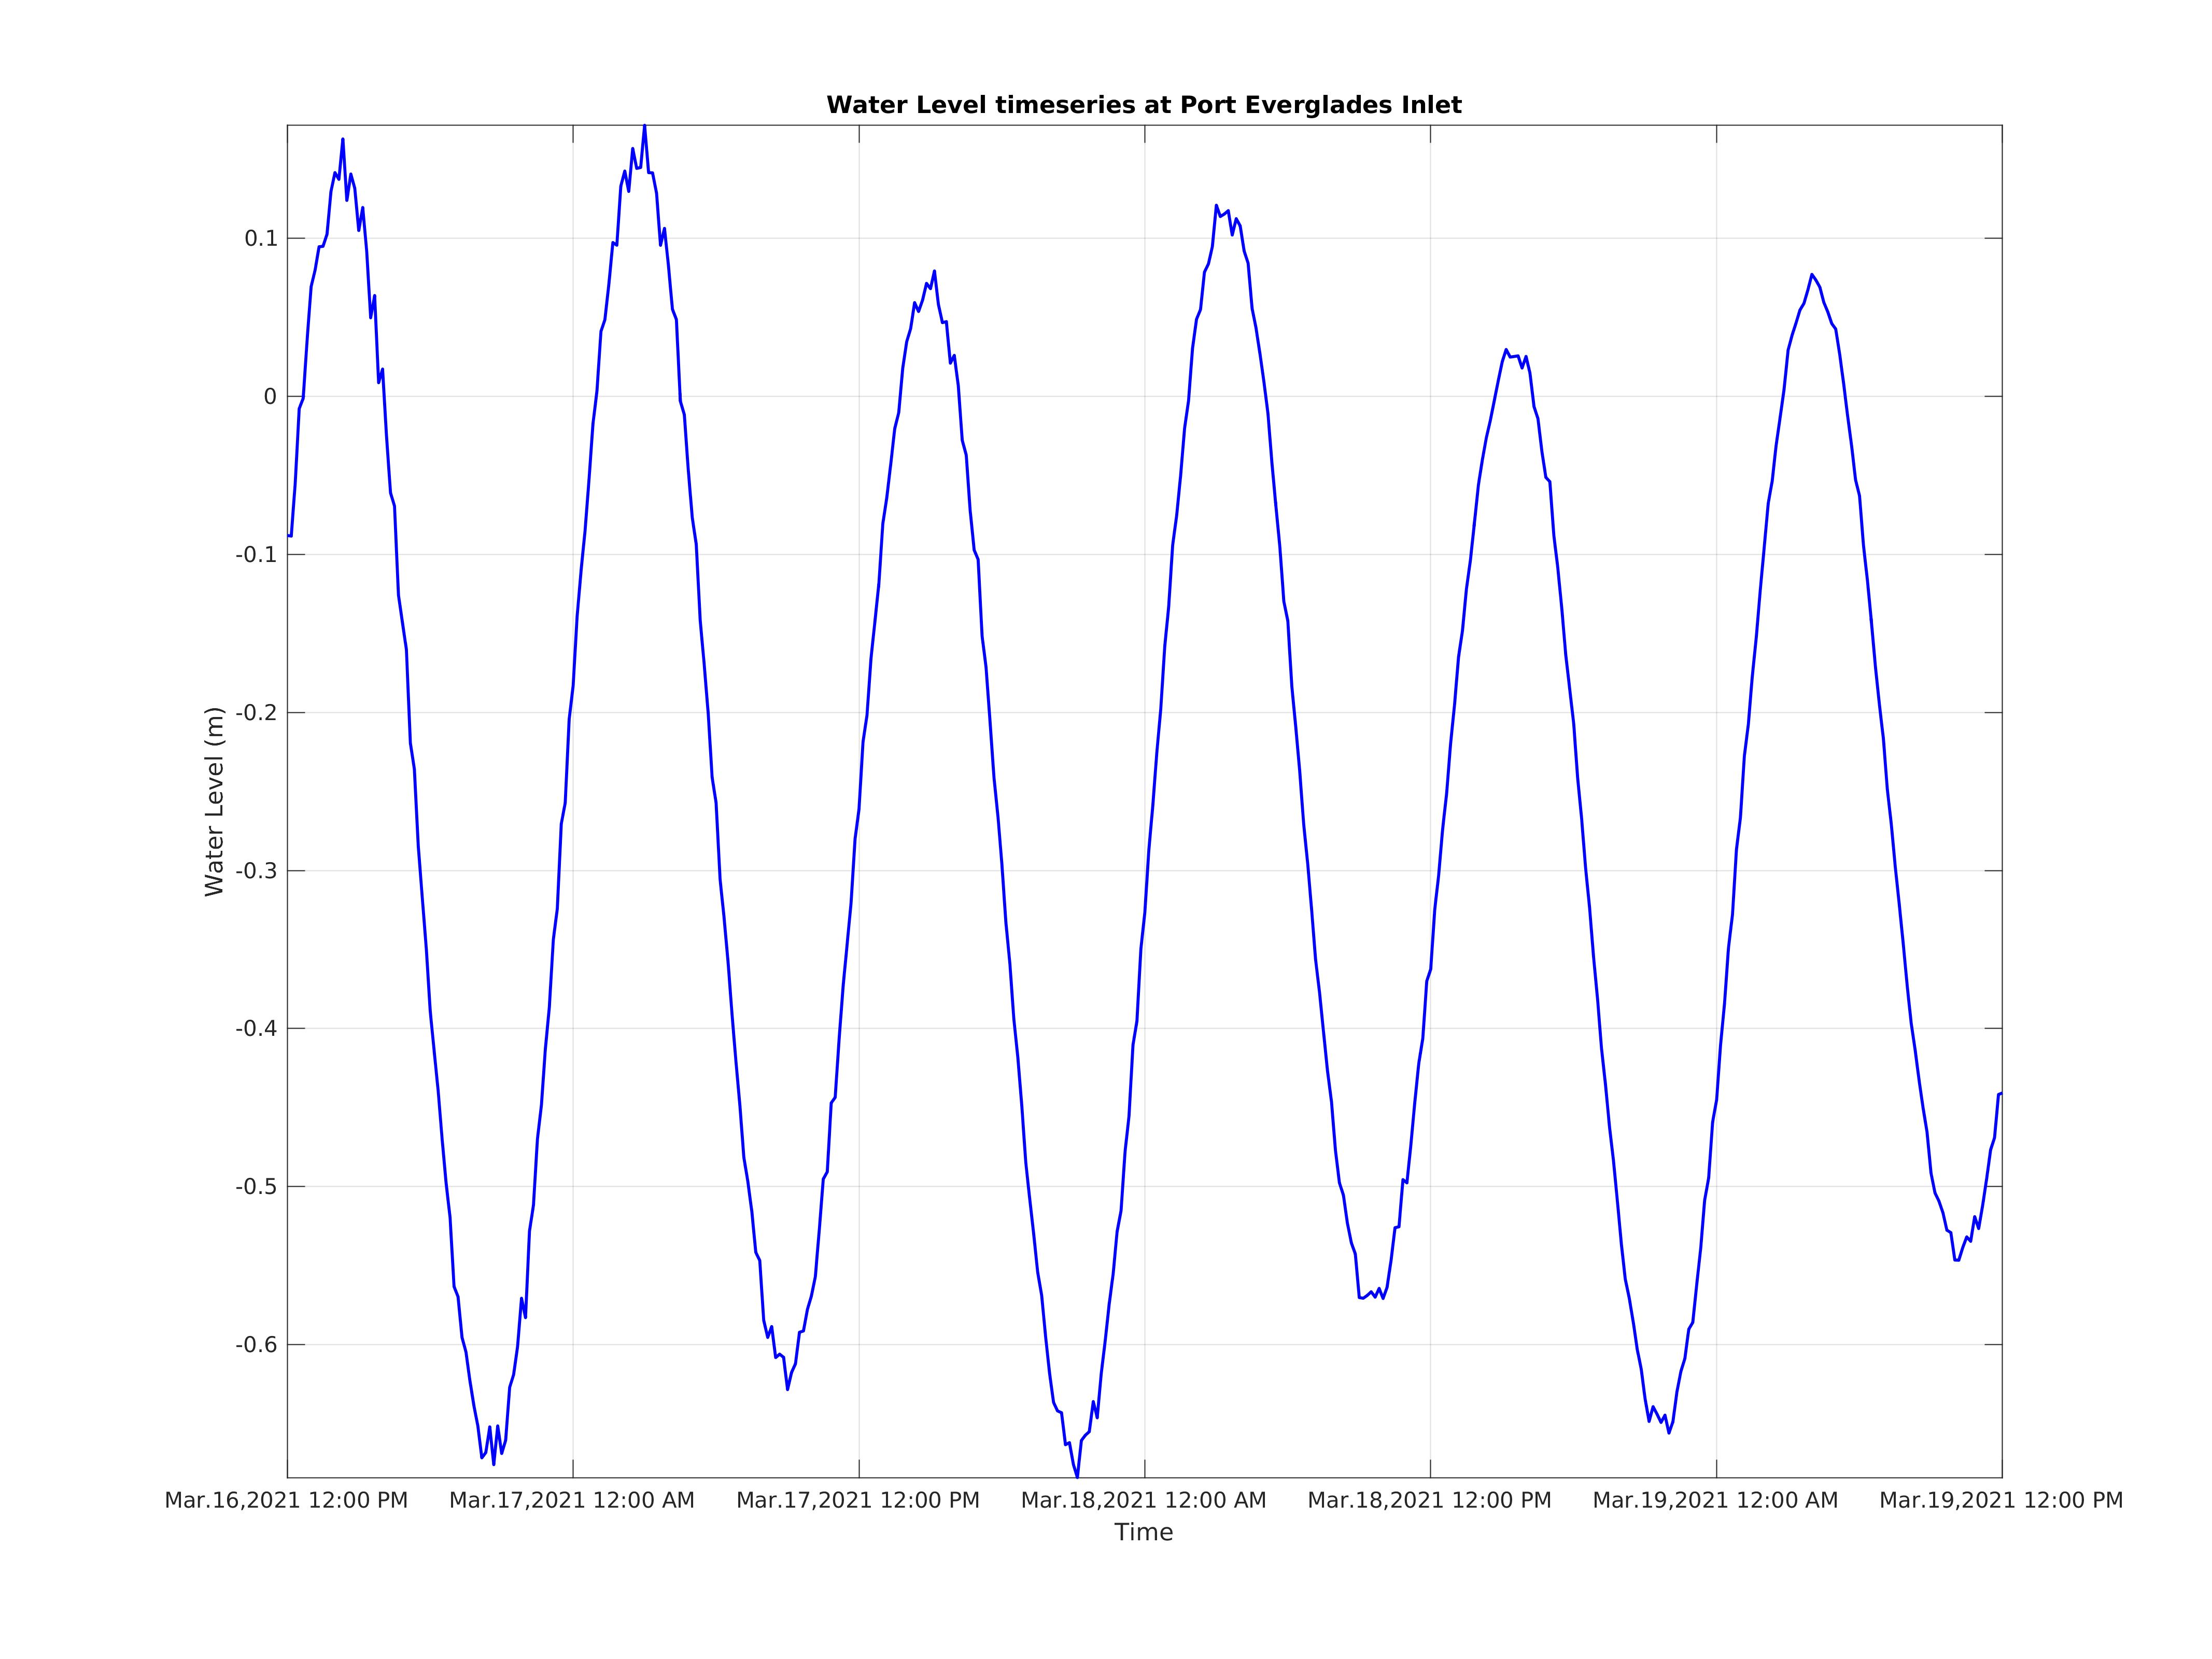 Water Level timeseries at Port Everglades Inlet
0.1
0
-0.1
-0.2
-0.3
-0.4
-0.5
-0.6
Water Level (m)
Mar.16,2021 12:00 PM Mar.17,2021 12:00 AM Mar.17,2021 12:00 PM Mar.18,2021 12:00 AM Mar.18,2021 12:00 PM Mar.19,2021 12:00 AM Mar.19,2021 12:00 PM
Time